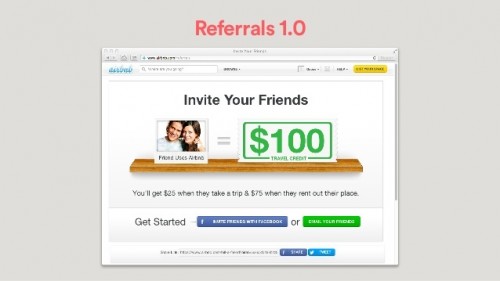 Referrals 1.0
Invite Your Friends
Friend Uses Airbnb
=
$100
TRAVEL CREDIT
You'll get $25 when they take a trip & $75 when they rent out their place.
Get Started
INVITE FRIENDS WITH FACEBOOK
or
EMAIL YOUR FRIENDS
SHARE
TWEET